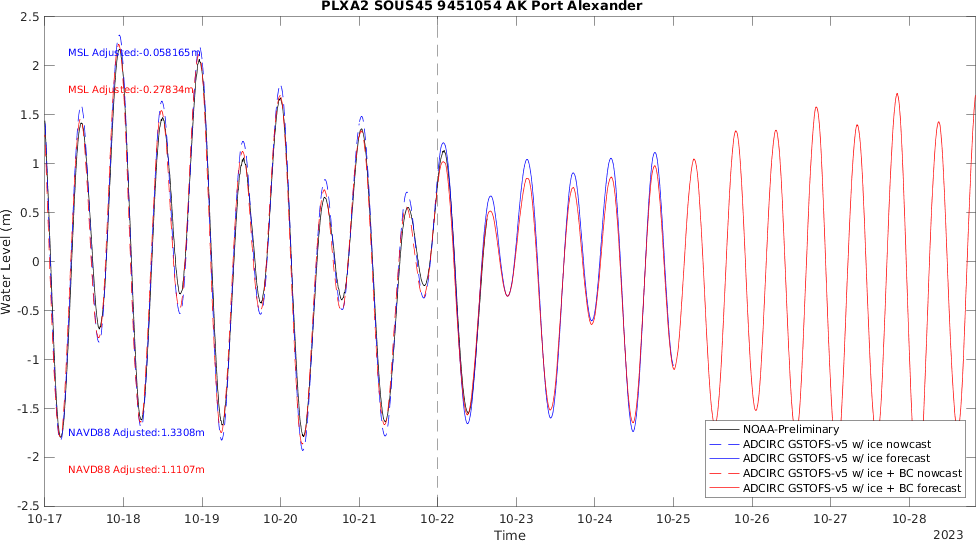 PLXA2 SOUS45 9451054 AK Port Alexander
2.5
2
1.5
1
0.5
0
-0.5
-1
-1.5
-2
-2.5
Water Level (m)
MSL Adjusted:-0.058165m
MSL Adjusted:-0.27834m
NAVD88 Adjusted:1.3308m
NAVD88 Adjusted:1.1107m
NOAA-Preliminary
ADCIRC GSTOFS-v5 w/ ice nowcast
ADCIRC GSTOFS-v5 w/ ice forecast
ADCIRC GSTOFS-v5 w/ ice + BC nowcast
ADCIRC GSTOFS-v5 w/ ice + BC forecast
10-17 10-18 10-19 10-20 10-21 10-22 10-23 10-24 10-25 10-26 10-27 10-28
Time
2023